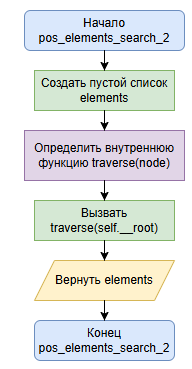 Начало
pos_elements_search_2
Создать пустой список
elements
Определить внутреннюю
функцию traverse(node)
Вызвать
traverse(self.__root)
Вернуть elements
Конец
pos_elements_search_2